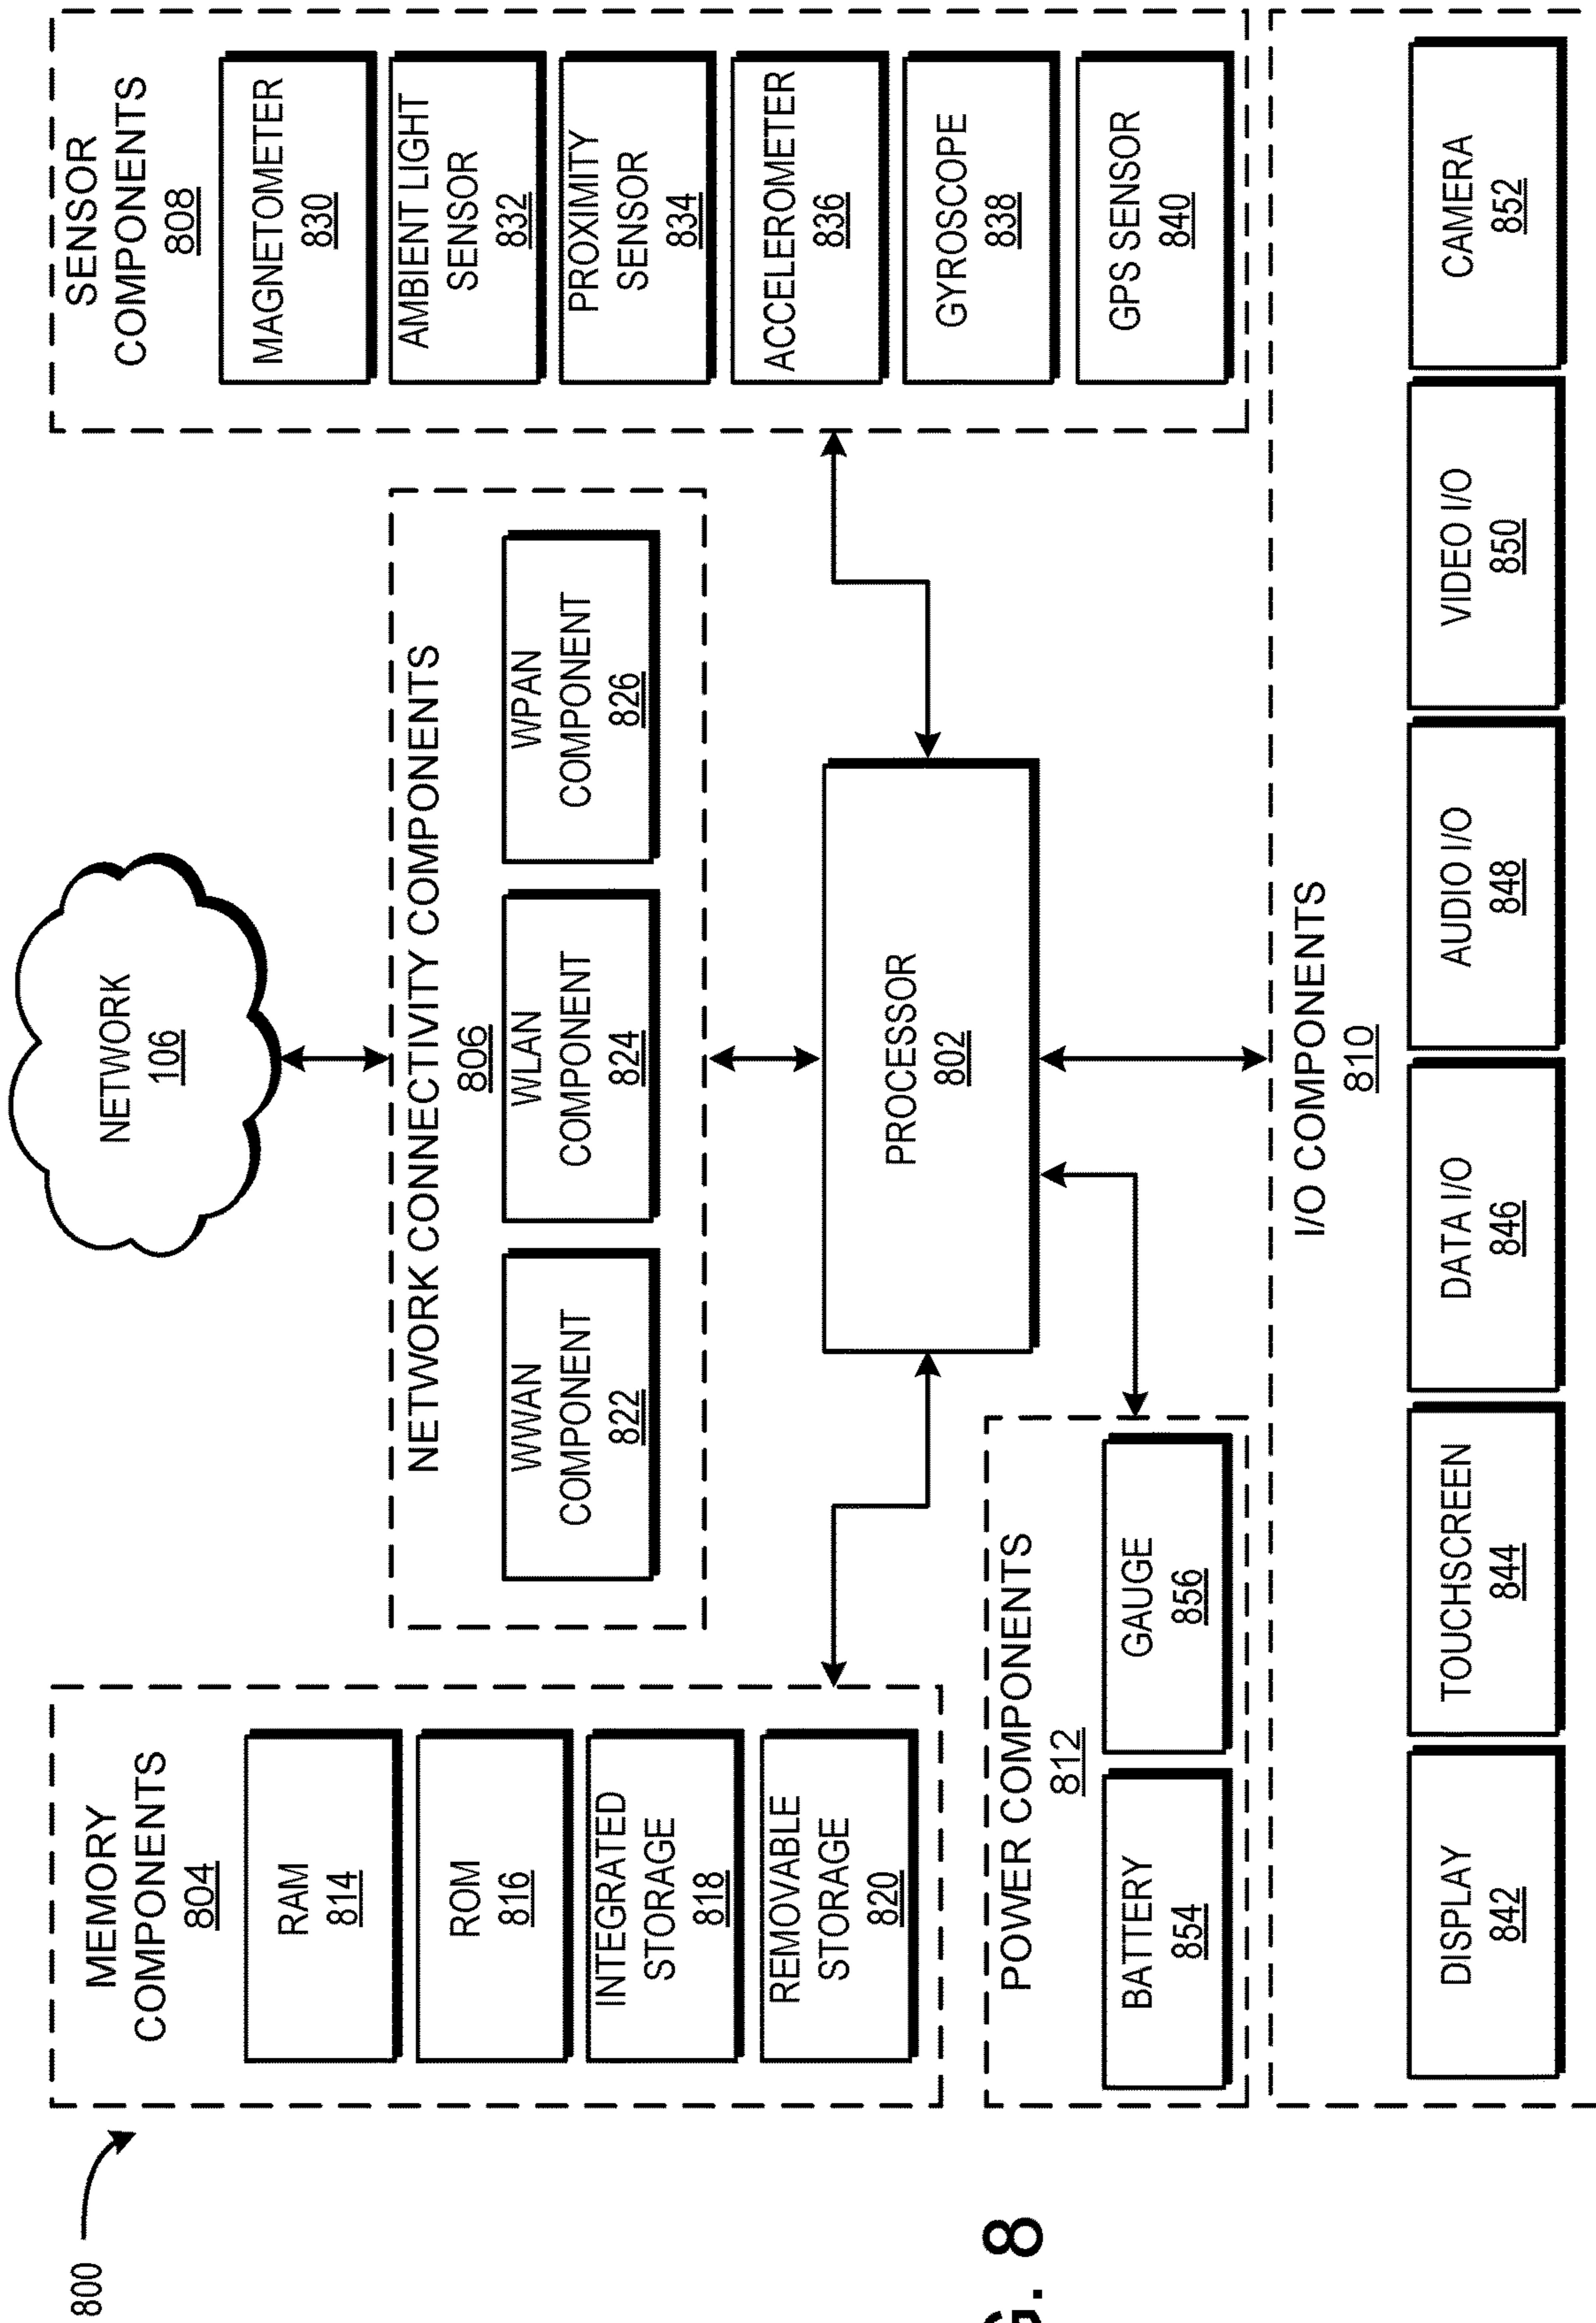 800
MEMORY
COMPONENTS
804
RAM
814
ROM
816
INTEGRATED
STORAGE
818
REMOVABLE
STORAGE
820
NETWORK
106
NETWORK CONNECTIVITY COMPONENTS
806
WWAN
COMPONENT
822
WLAN
COMPONENT
824
WPAN
COMPONENT
826
SENSOR
COMPONENTS
808
MAGNETOMETER
830
AMBIENT LIGHT
SENSOR
832
PROXIMITY
SENSOR
834
ACCELEROMETER
836
GYROSCOPE
838
GPS SENSOR
840
PROCESSOR
802
POWER COMPONENTS
812
BATTERY
854
GAUGE
856
I/O COMPONENTS
810
DISPLAY
842
TOUCHSCREEN
844
DATA I/O
846
AUDIO I/O
848
VIDEO I/O
850
CAMERA
852
8